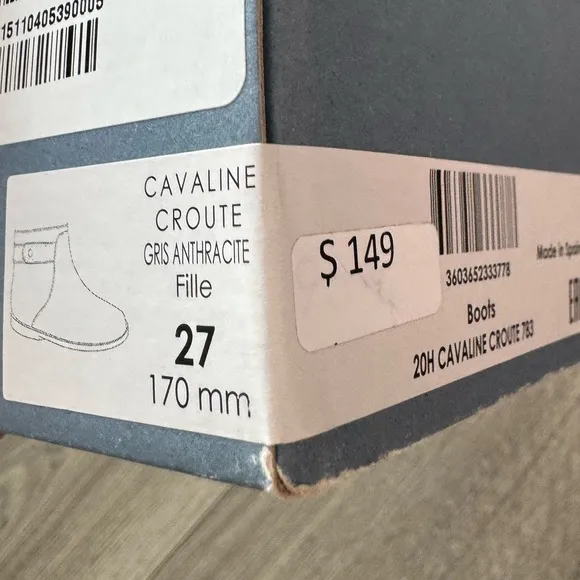 15110405390005
CAVALINE
CROUTE
GRIS ANTHRACITE
Fille
27
170 mm
$ 149
3603652333778
Boots
20H CAVALINE CROUTE 783
Made in Spain